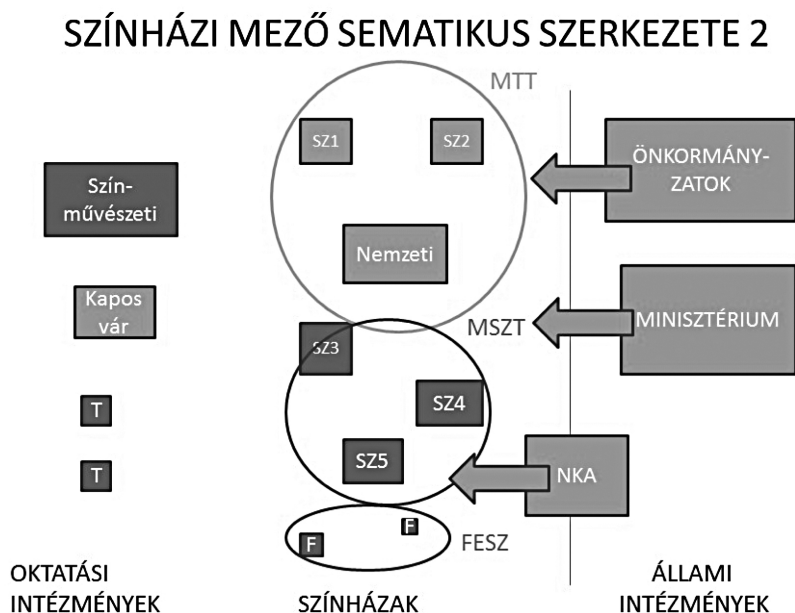 SZÍNHÁZI MEZŐ SEMATIKUS SZERKEZETE 2
MTT
SZ1
SZ2
ÖNKORMÁNY-
ZATOK
Szín-
művészeti
Nemzeti
Kapos
vár
MSZT
MINISZTÉRIUM
SZ3
SZ4
T
SZ5
T
NKA
F
F
FESZ
OKTATÁSI
INTÉZMÉNYEK
SZÍNHÁZAK
ÁLLAMI
INTÉZMÉNYEK